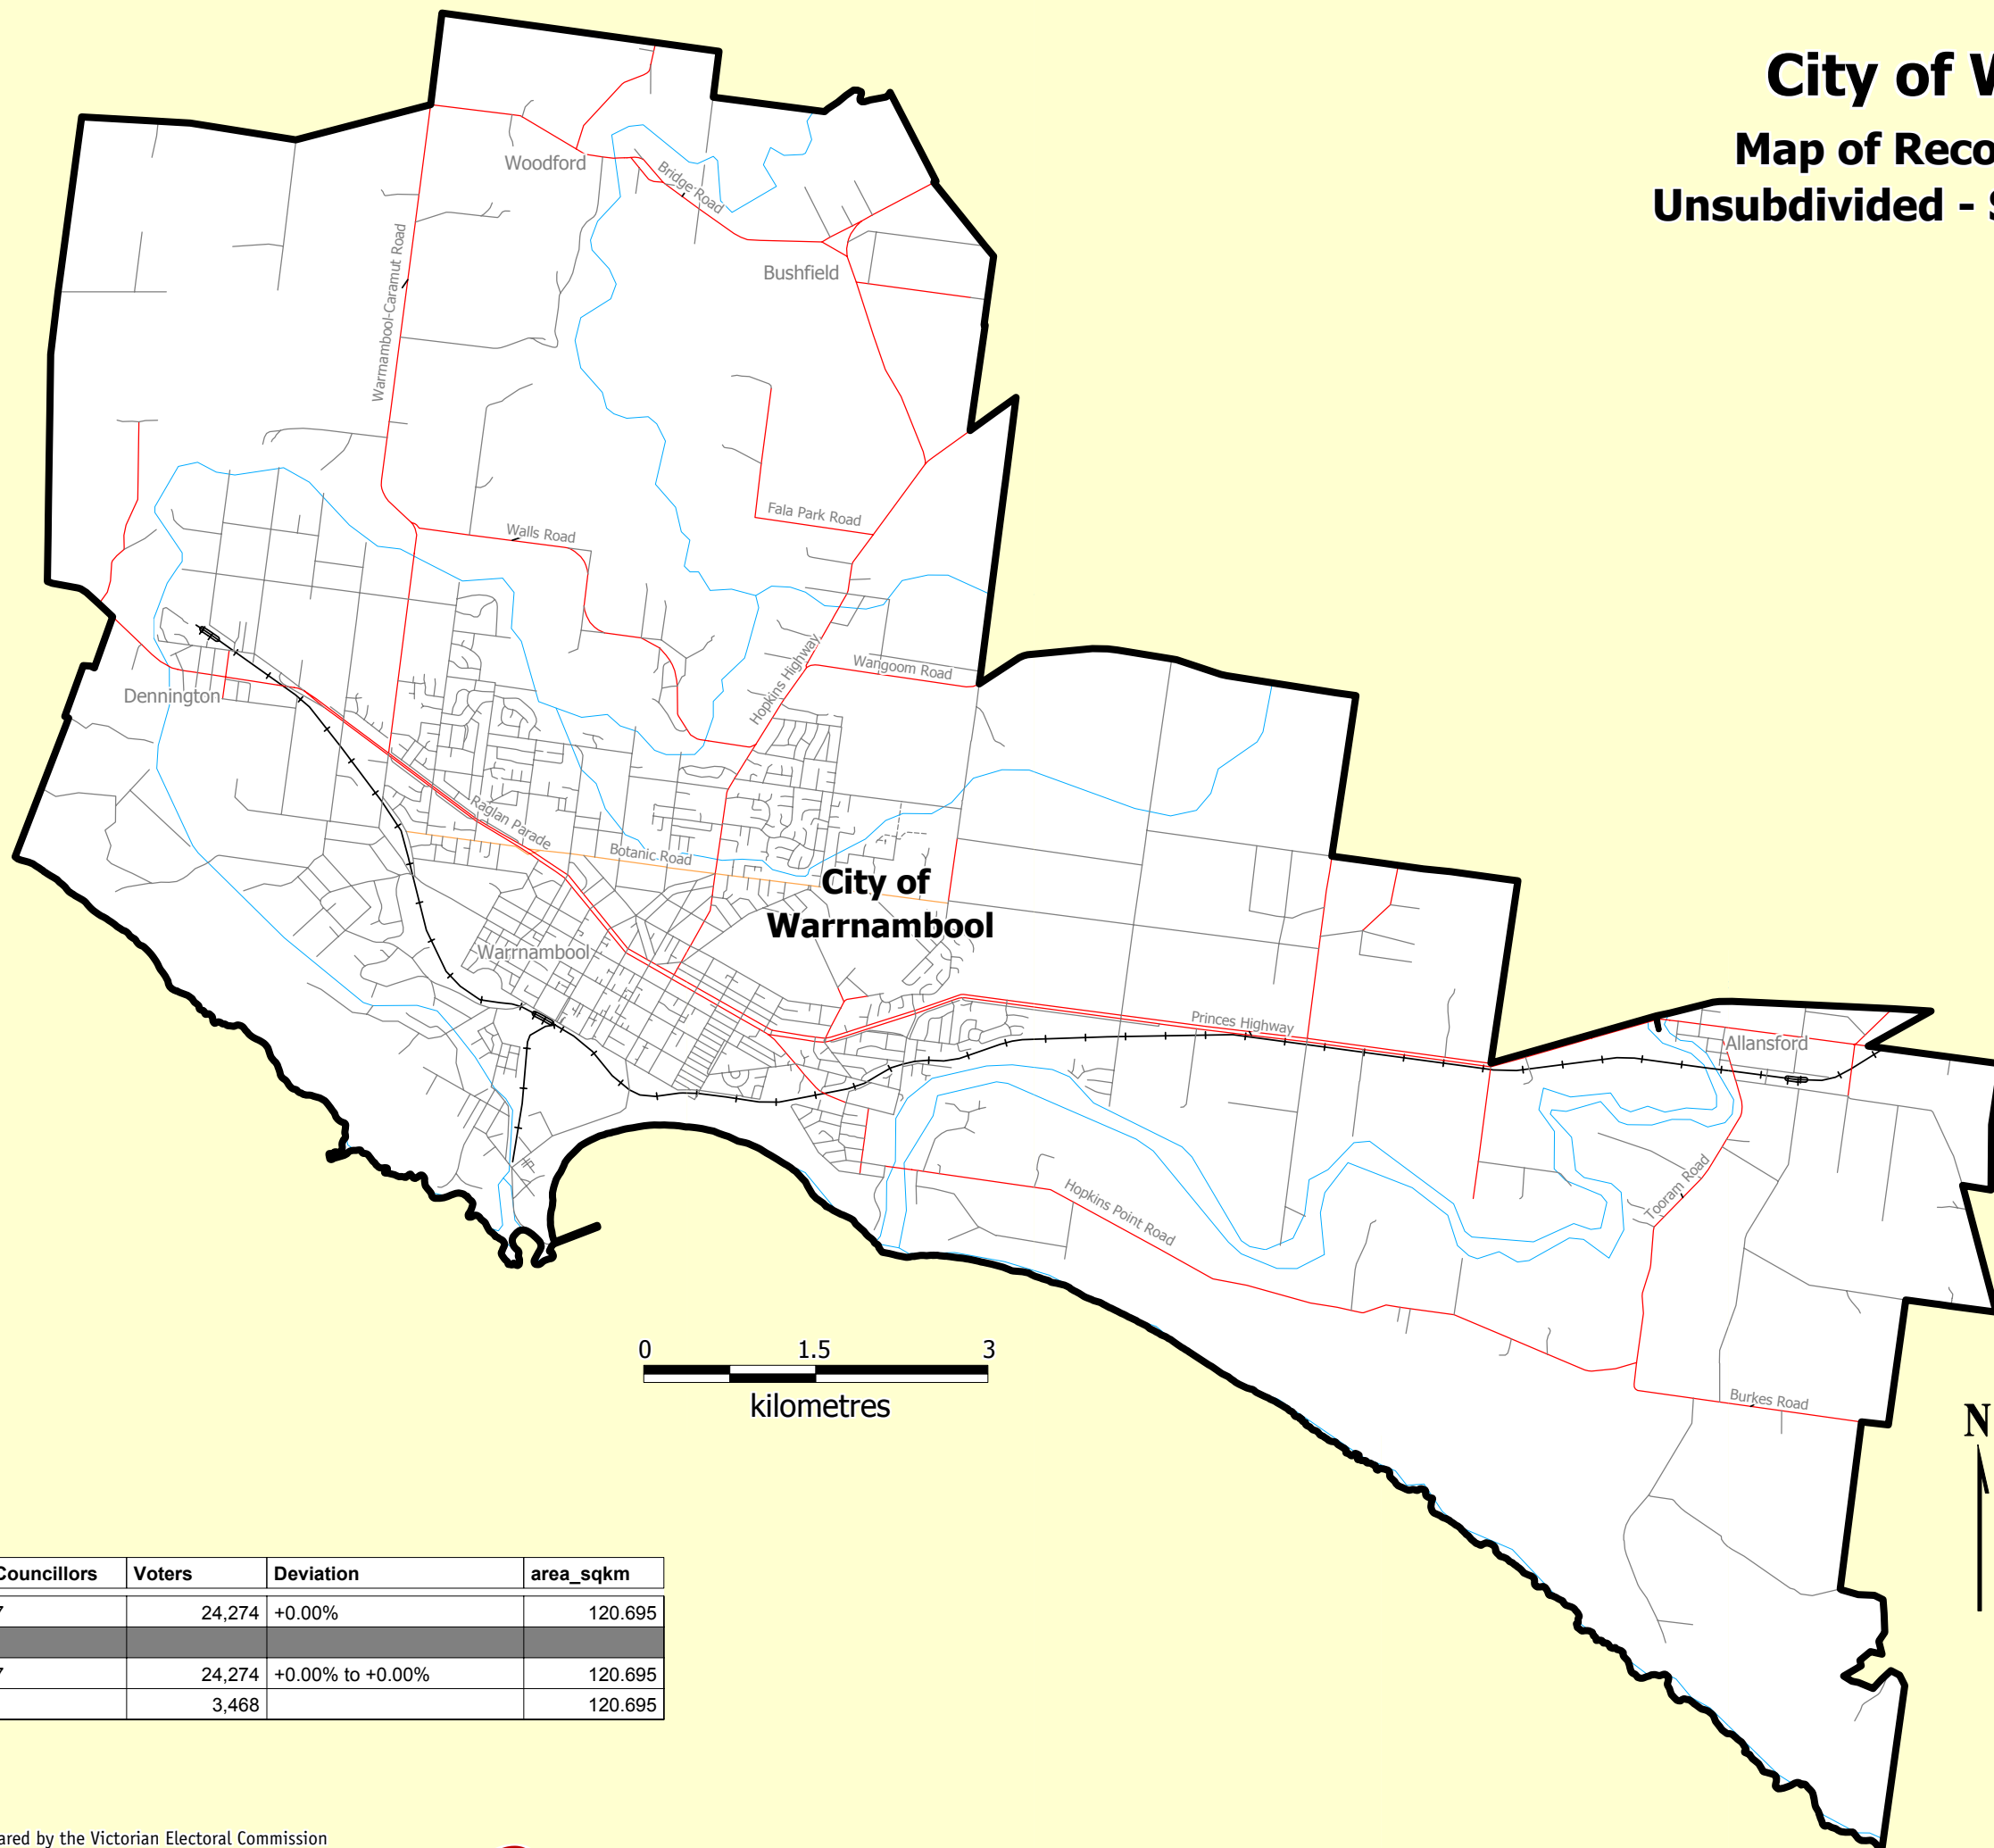 City of
Map of
Unsubdivided -
Woodford
Bridge Road
Bushfield
Warrnambool-Caramut Road
Fala Park Road
Walls Road
Hopkins Highway
Wangoom Road
Dennington
Raglan Parade
Botanic Road
City of
Warrnambool
Warrnambool
Princes Highway
Allansford
Tooram Road
Hopkins Point Road
0 1.5 3
kilometres
Burkes Road
N
Councillors Voters Deviation area_sqkm
7 24,274 +0.00% 120.695
7 24,274 +0.00% to +0.00% 120.695
3,468 120.695
by the Victorian Electoral Commission